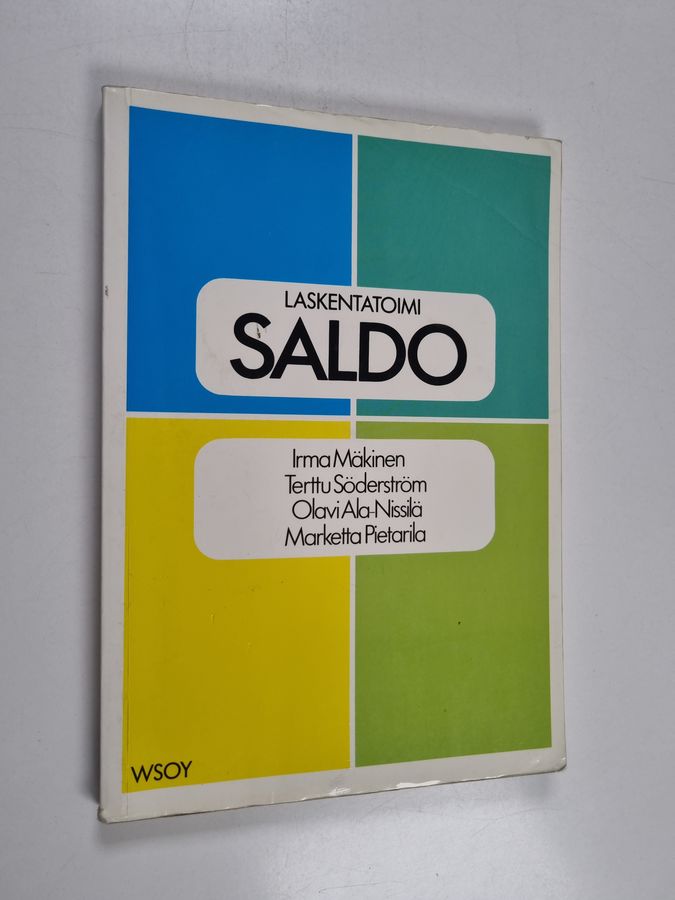 LASKENTATOIMI
SALDO
Irma Mäkinen
Terttu Söderström
Olavi Ala-Nissilä
Marketta Pietarila
WSOY